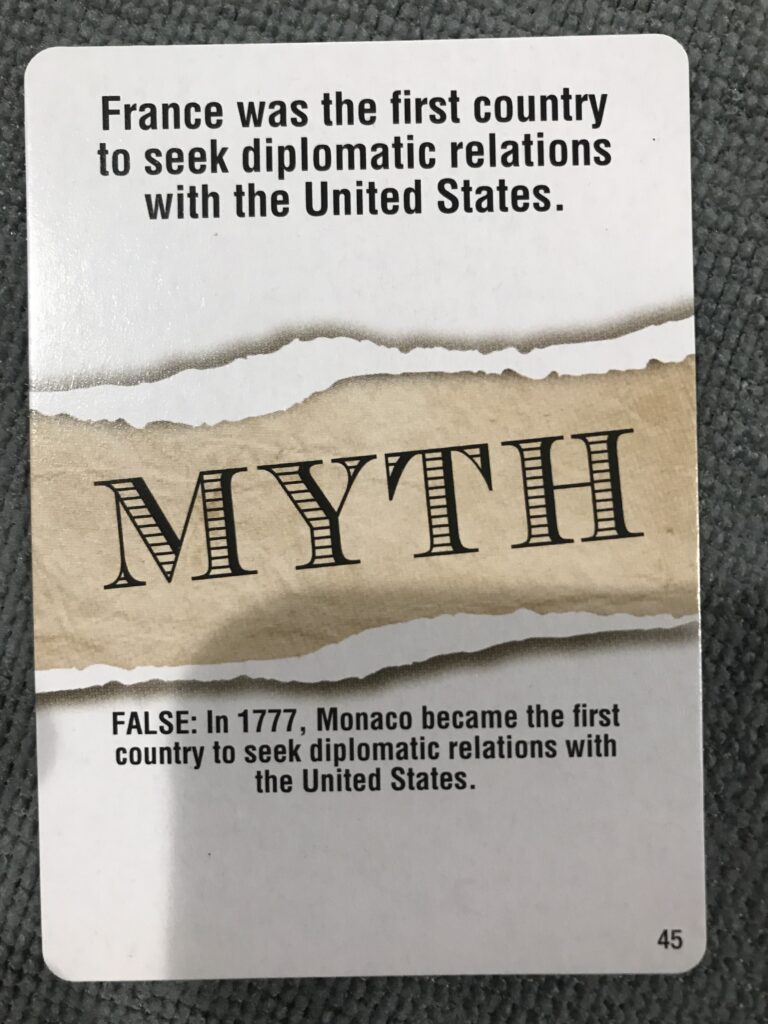 France was the first country
to seek diplomatic relations
with the United States.
MYTH
FALSE: In 1777, Monaco became the first
country to seek diplomatic relations with
the United States.
45